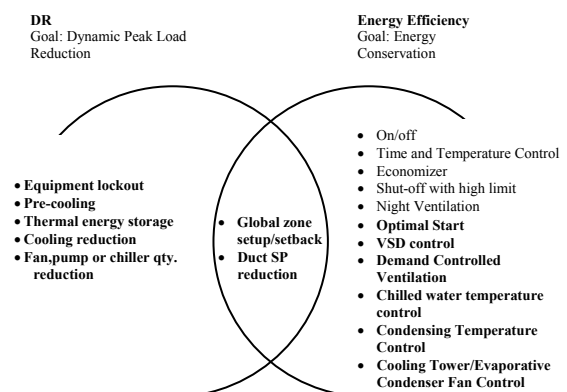 DR
Goal: Dynamic Peak Load
Reduction
Energy Efficiency
Goal: Energy
Conservation
• Equipment lockout
• Pre-cooling
• Thermal energy storage
• Cooling reduction
• Fan,pump or chiller qty.
reduction
• Global zone
setup/setback
• Duct SP
reduction
• On/off
• Time and Temperature Control
• Economizer
• Shut-off with high limit
• Night Ventilation
• Optimal Start
• VSD control
• Demand Controlled
Ventilation
• Chilled water temperature
control
• Condensing Temperature
Control
• Cooling Tower/Evaporative
Condenser Fan Control